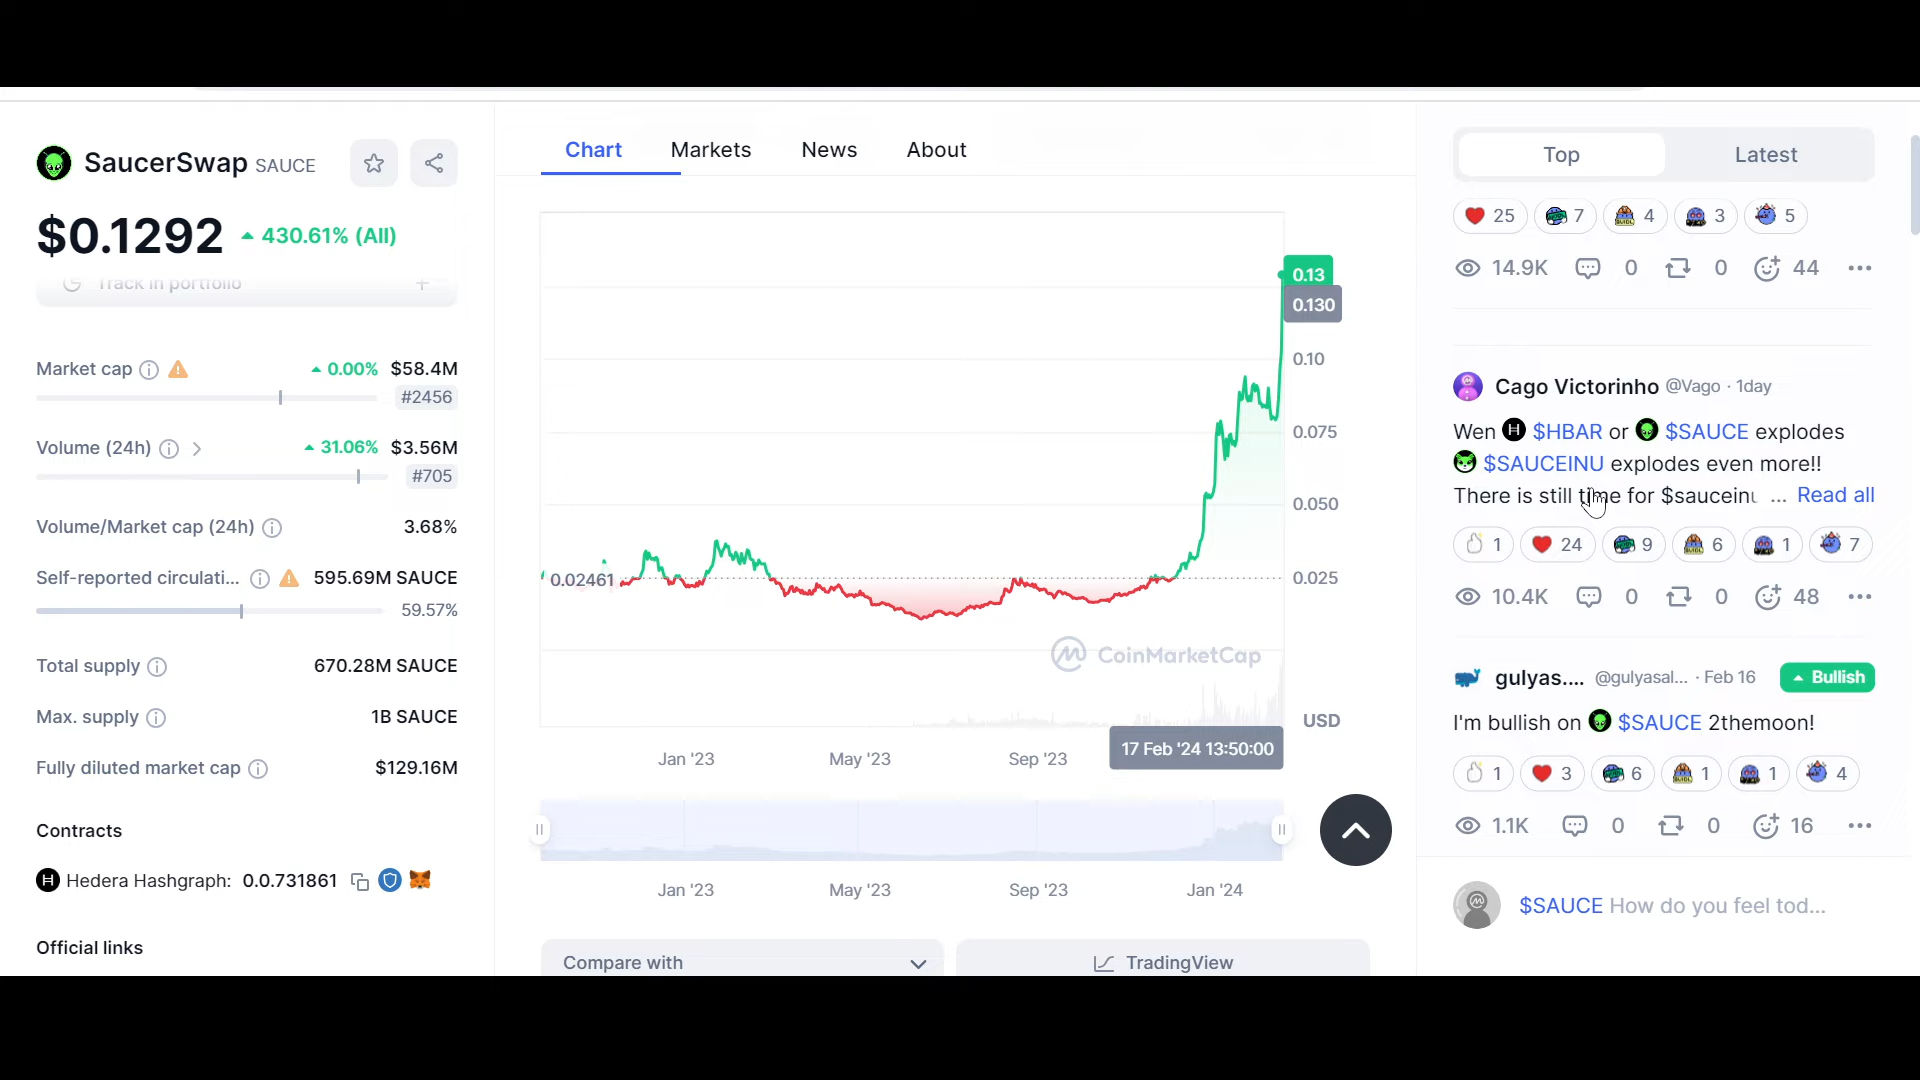 SaucerSwap SAUCE
$0.1292 430.61% (All)
Track in portfolio +
Market cap 0.00% $58.4M
#2456
Volume (24h) 31.06% $3.56M
#705
Volume/Market cap (24h) 3.68%
Self-reported circulati... 595.69M SAUCE
59.57%
Total supply 670.28M SAUCE
Max. supply 1B SAUCE
Fully diluted market cap $129.16M
Contracts
Hedera Hashgraph: 0.0.731861
Official links
Chart Markets News About
0.13
0.130
0.10
0.075
0.050
0.025
0.02461
CoinMarketCap
USD
Jan '23 May '23 Sep '23 17 Feb '24 13:50:00
Jan '23 May '23 Sep '23 Jan '24
Compare with TradingView
Top Latest
25 7 4 3 5
14.9K 0 0 44
Cago Victorinho @Vago · 1day
Wen $HBAR or $SAUCE explodes
$SAUCEINU explodes even more!!
There is still time for $sauceinu ... Read all
1 24 9 6 1 7
10.4K 0 0 48
gulyas.... @gulyasal... · Feb 16 Bullish
I'm bullish on $SAUCE 2themoon!
1 3 6 1 1 4
1.1K 0 0 16
$SAUCE How do you feel tod...